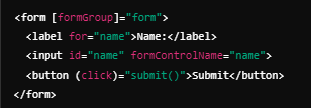 <form [formGroup]="form">
<label for="name">Name:</label>
<input id="name" formControlName="name">
<button (click)="submit()">Submit</button>
</form>